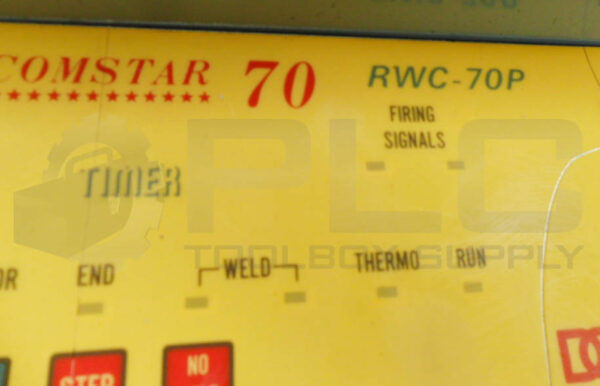 COMSTAR 70 RWC-70P
FIRING
SIGNALS
TIMER
PLC
TOOLBOX SUPPLY
END WELD THERMO RUN
STEP NO